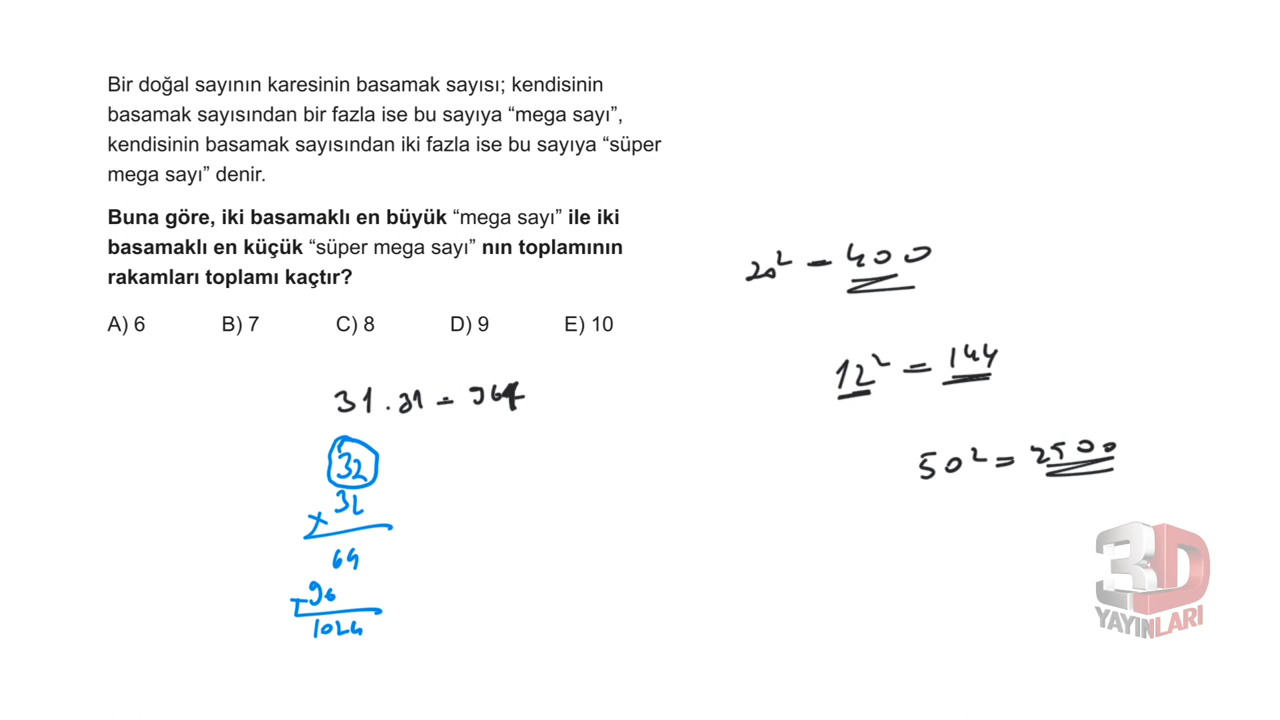 Bir doğal sayının karesinin basamak sayısı; kendisinin
basamak sayısından bir fazla ise bu sayıya “mega sayı”,
kendisinin basamak sayısından iki fazla ise bu sayıya “süper
mega sayı” denir.
Buna göre, iki basamaklı en büyük “mega sayı” ile iki
basamaklı en küçük “süper mega sayı” nın toplamının
rakamları toplamı kaçtır?
A) 6 B) 7 C) 8 D) 9 E) 10
20² = 400
12² = 144
50² = 2500
31 . 31 =
32
32
x
64
+ 96
1024
3D
YAYINLARI